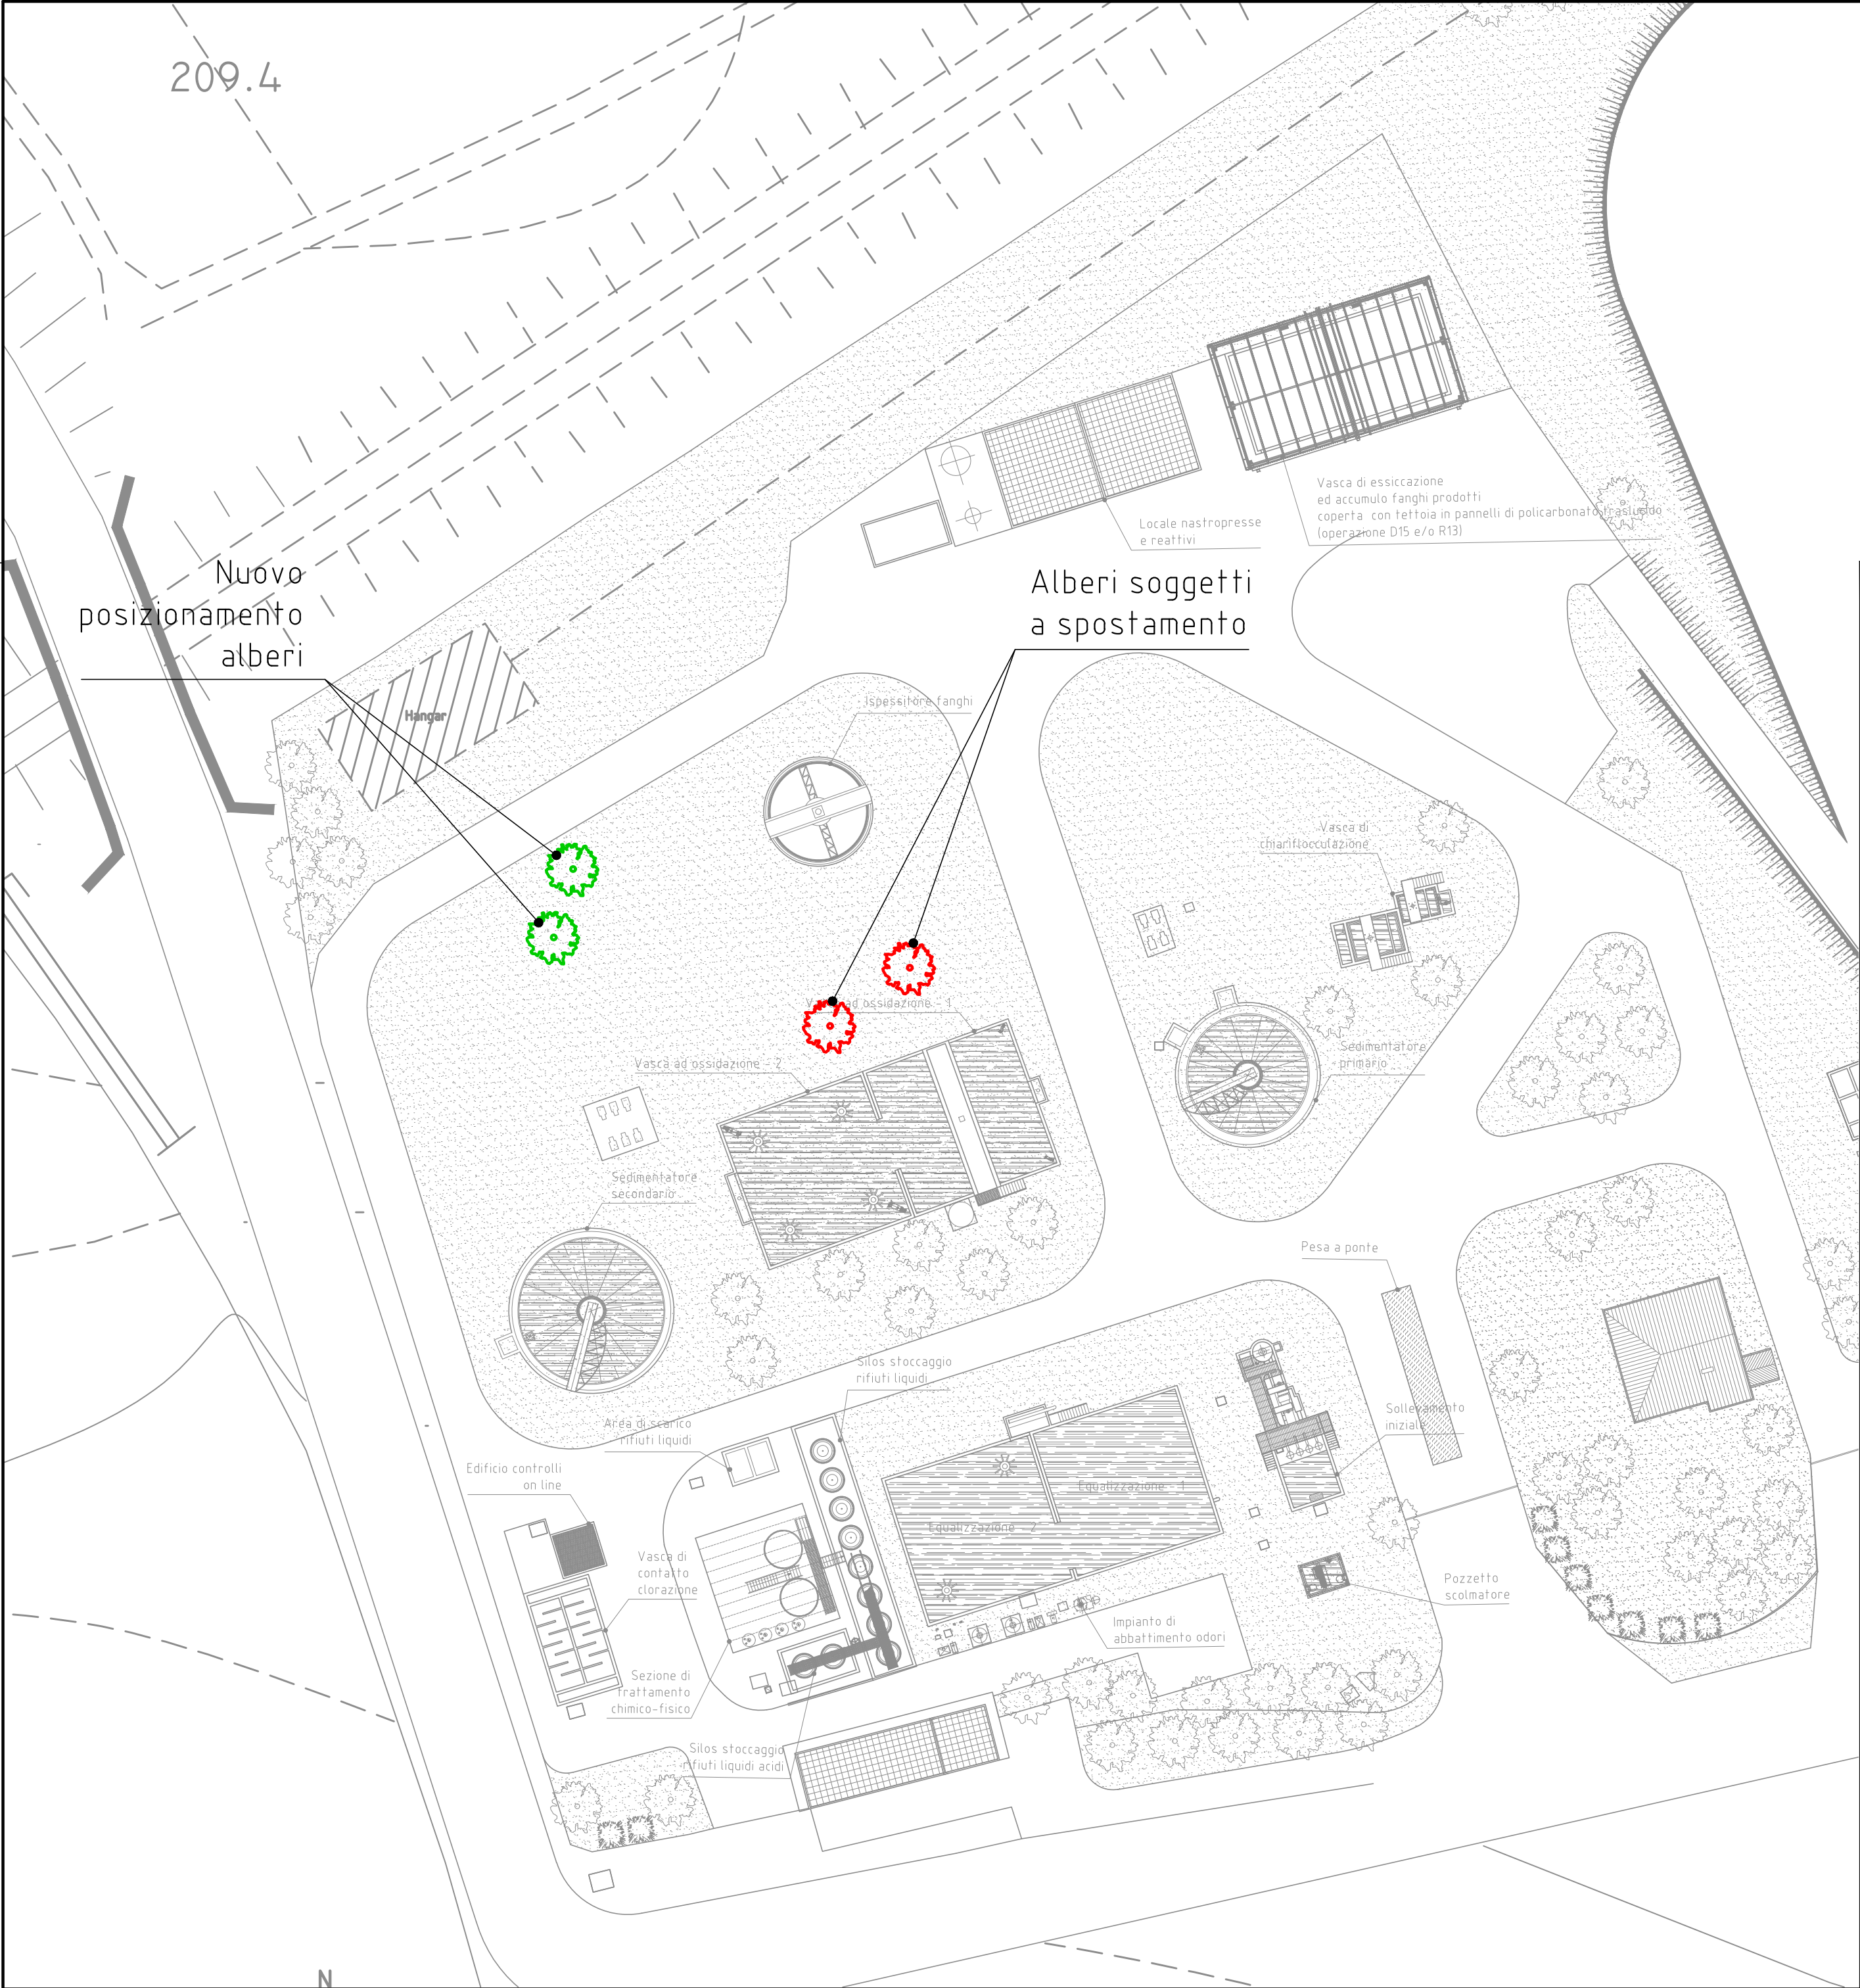 209.4
Vasca di essiccazione
ed accumulo fanghi prodotti
coperta con tettoia in pannelli di policarbonato traslucido
(operazione D15 e/o R13)
Locale nastropresse
e reattivi
Nuovo
posizionamento
alberi
Alberi soggetti
a spostamento
Hangar
Ispessitore fanghi
Vasca di
chiariflocculazione
Vasca ad ossidazione - 1
Vasca ad ossidazione - 2
Sedimentatore
primario
Sedimentatore
secondario
Pesa a ponte
Silos stoccaggio
rifiuti liquidi
Area di scarico
rifiuti liquidi
Sollevamento
iniziale
Edificio controlli
on line
Equalizzazione - 1
Equalizzazione - 2
Vasca di
contatto
clorazione
Pozzetto
scolmatore
Impianto di
abbattimento odori
Sezione di
trattamento
chimico-fisico
Silos stoccaggio
rifiuti liquidi acidi
N